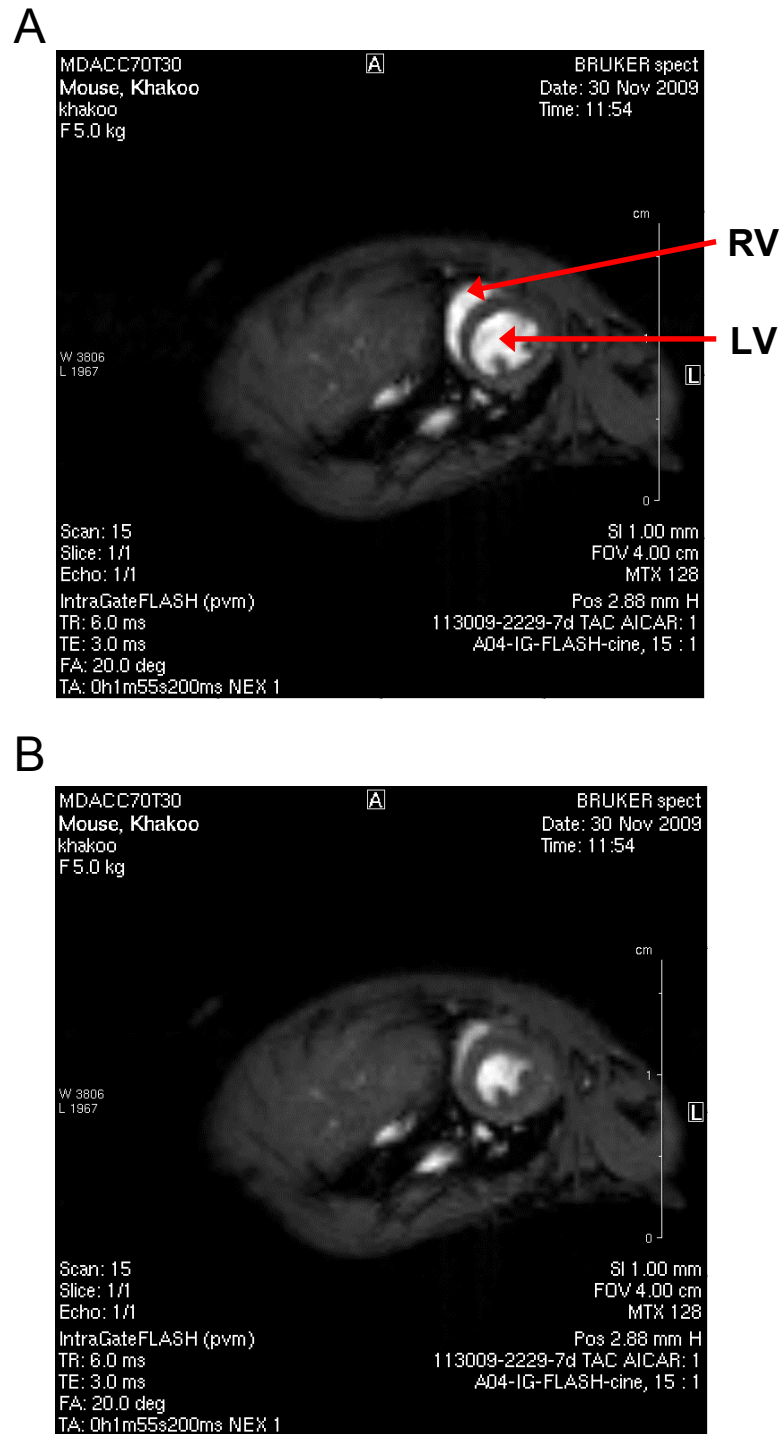 A
MDACC70T30
A
BRUKER spect
Mouse, Khakoo
Date: 30 Nov 2009
khakoo
Time: 11:54
F 5.0 kg
cm
RV
1
LV
W 3806
L 1967
L
0
Scan: 15
SI 1.00 mm
Slice: 1/1
FOV 4.00 cm
Echo: 1/1
MTX 128
IntraGateFLASH (pvm)
Pos 2.88 mm H
TR: 6.0 ms
113009-2229-7d TAC AICAR: 1
TE: 3.0 ms
A04-IG-FLASH-cine, 15 : 1
FA: 20.0 deg
TA: 0h1m55s200ms NEX 1
B
MDACC70T30
A
BRUKER spect
Mouse, Khakoo
Date: 30 Nov 2009
khakoo
Time: 11:54
F 5.0 kg
cm
1
W 3806
L 1967
L
0
Scan: 15
SI 1.00 mm
Slice: 1/1
FOV 4.00 cm
Echo: 1/1
MTX 128
IntraGateFLASH (pvm)
Pos 2.88 mm H
TR: 6.0 ms
113009-2229-7d TAC AICAR: 1
TE: 3.0 ms
A04-IG-FLASH-cine, 15 : 1
FA: 20.0 deg
TA: 0h1m55s200ms NEX 1